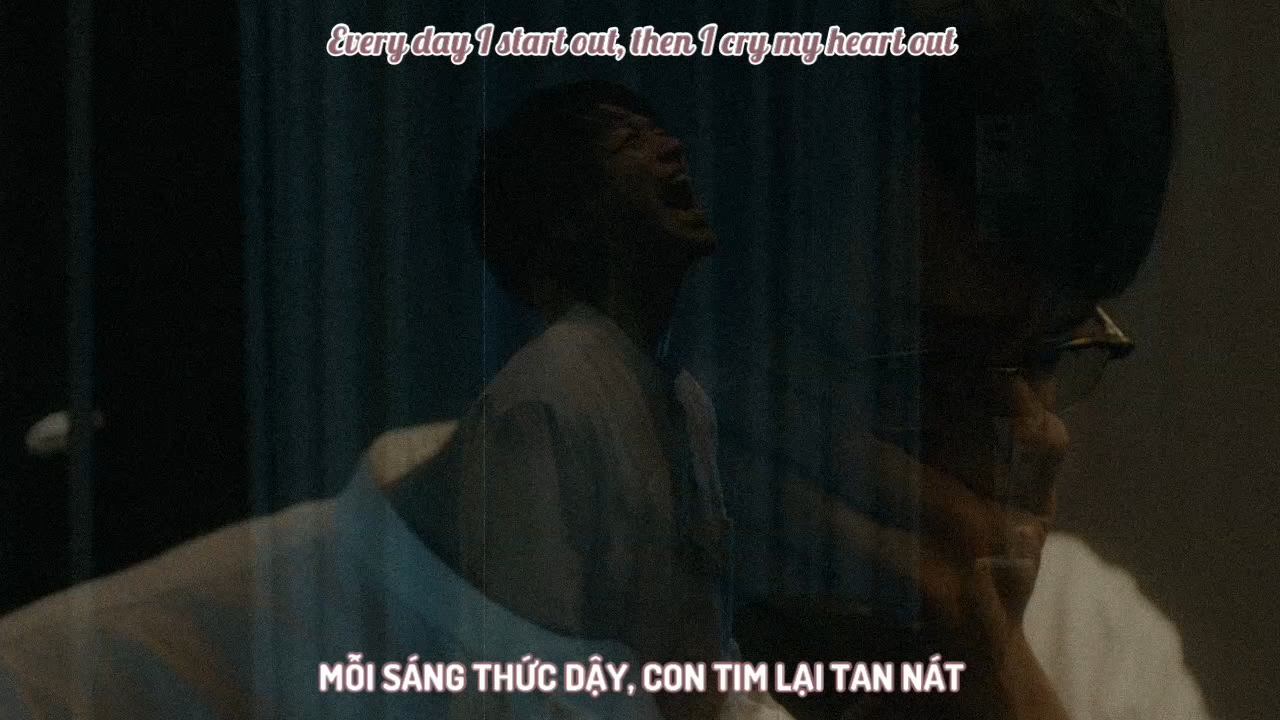 Every day I start out, then I cry my heart out
MỖI SÁNG THỨC DẬY, CON TIM LẠI TAN NÁT